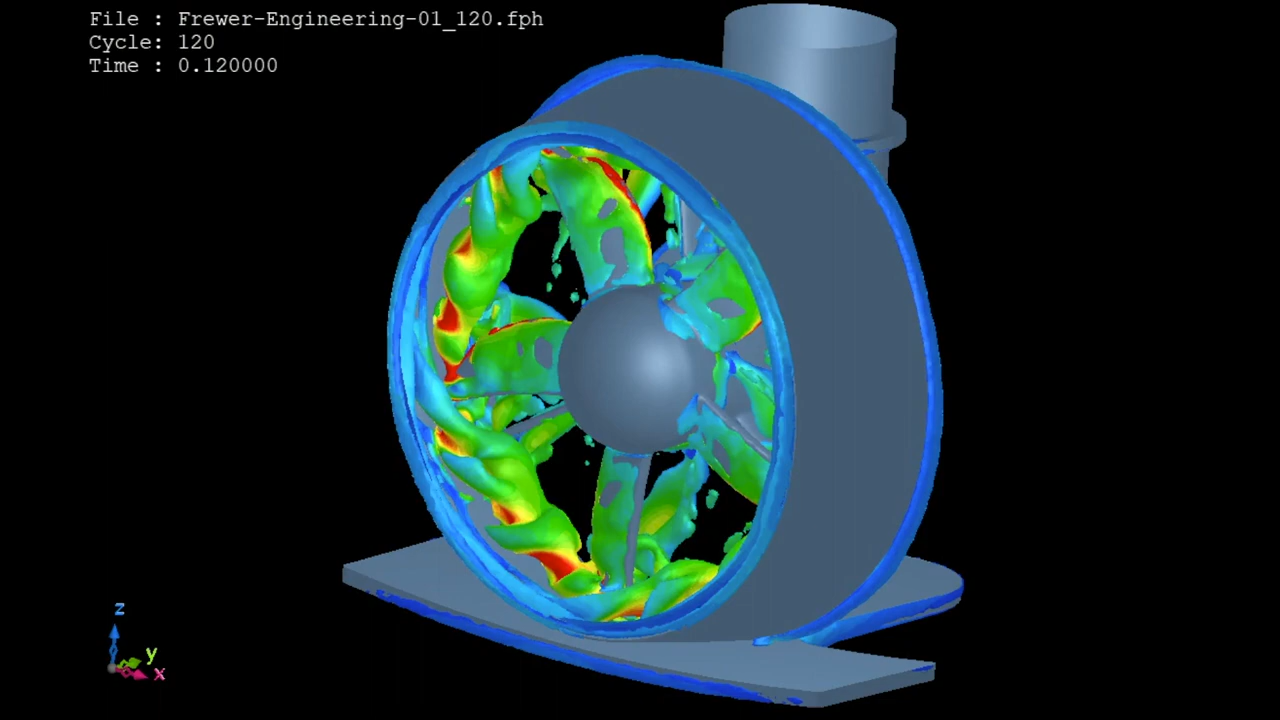 File : Frewer-Engineering-01_120.fph
Cycle: 120
Time : 0.120000
z
y
x